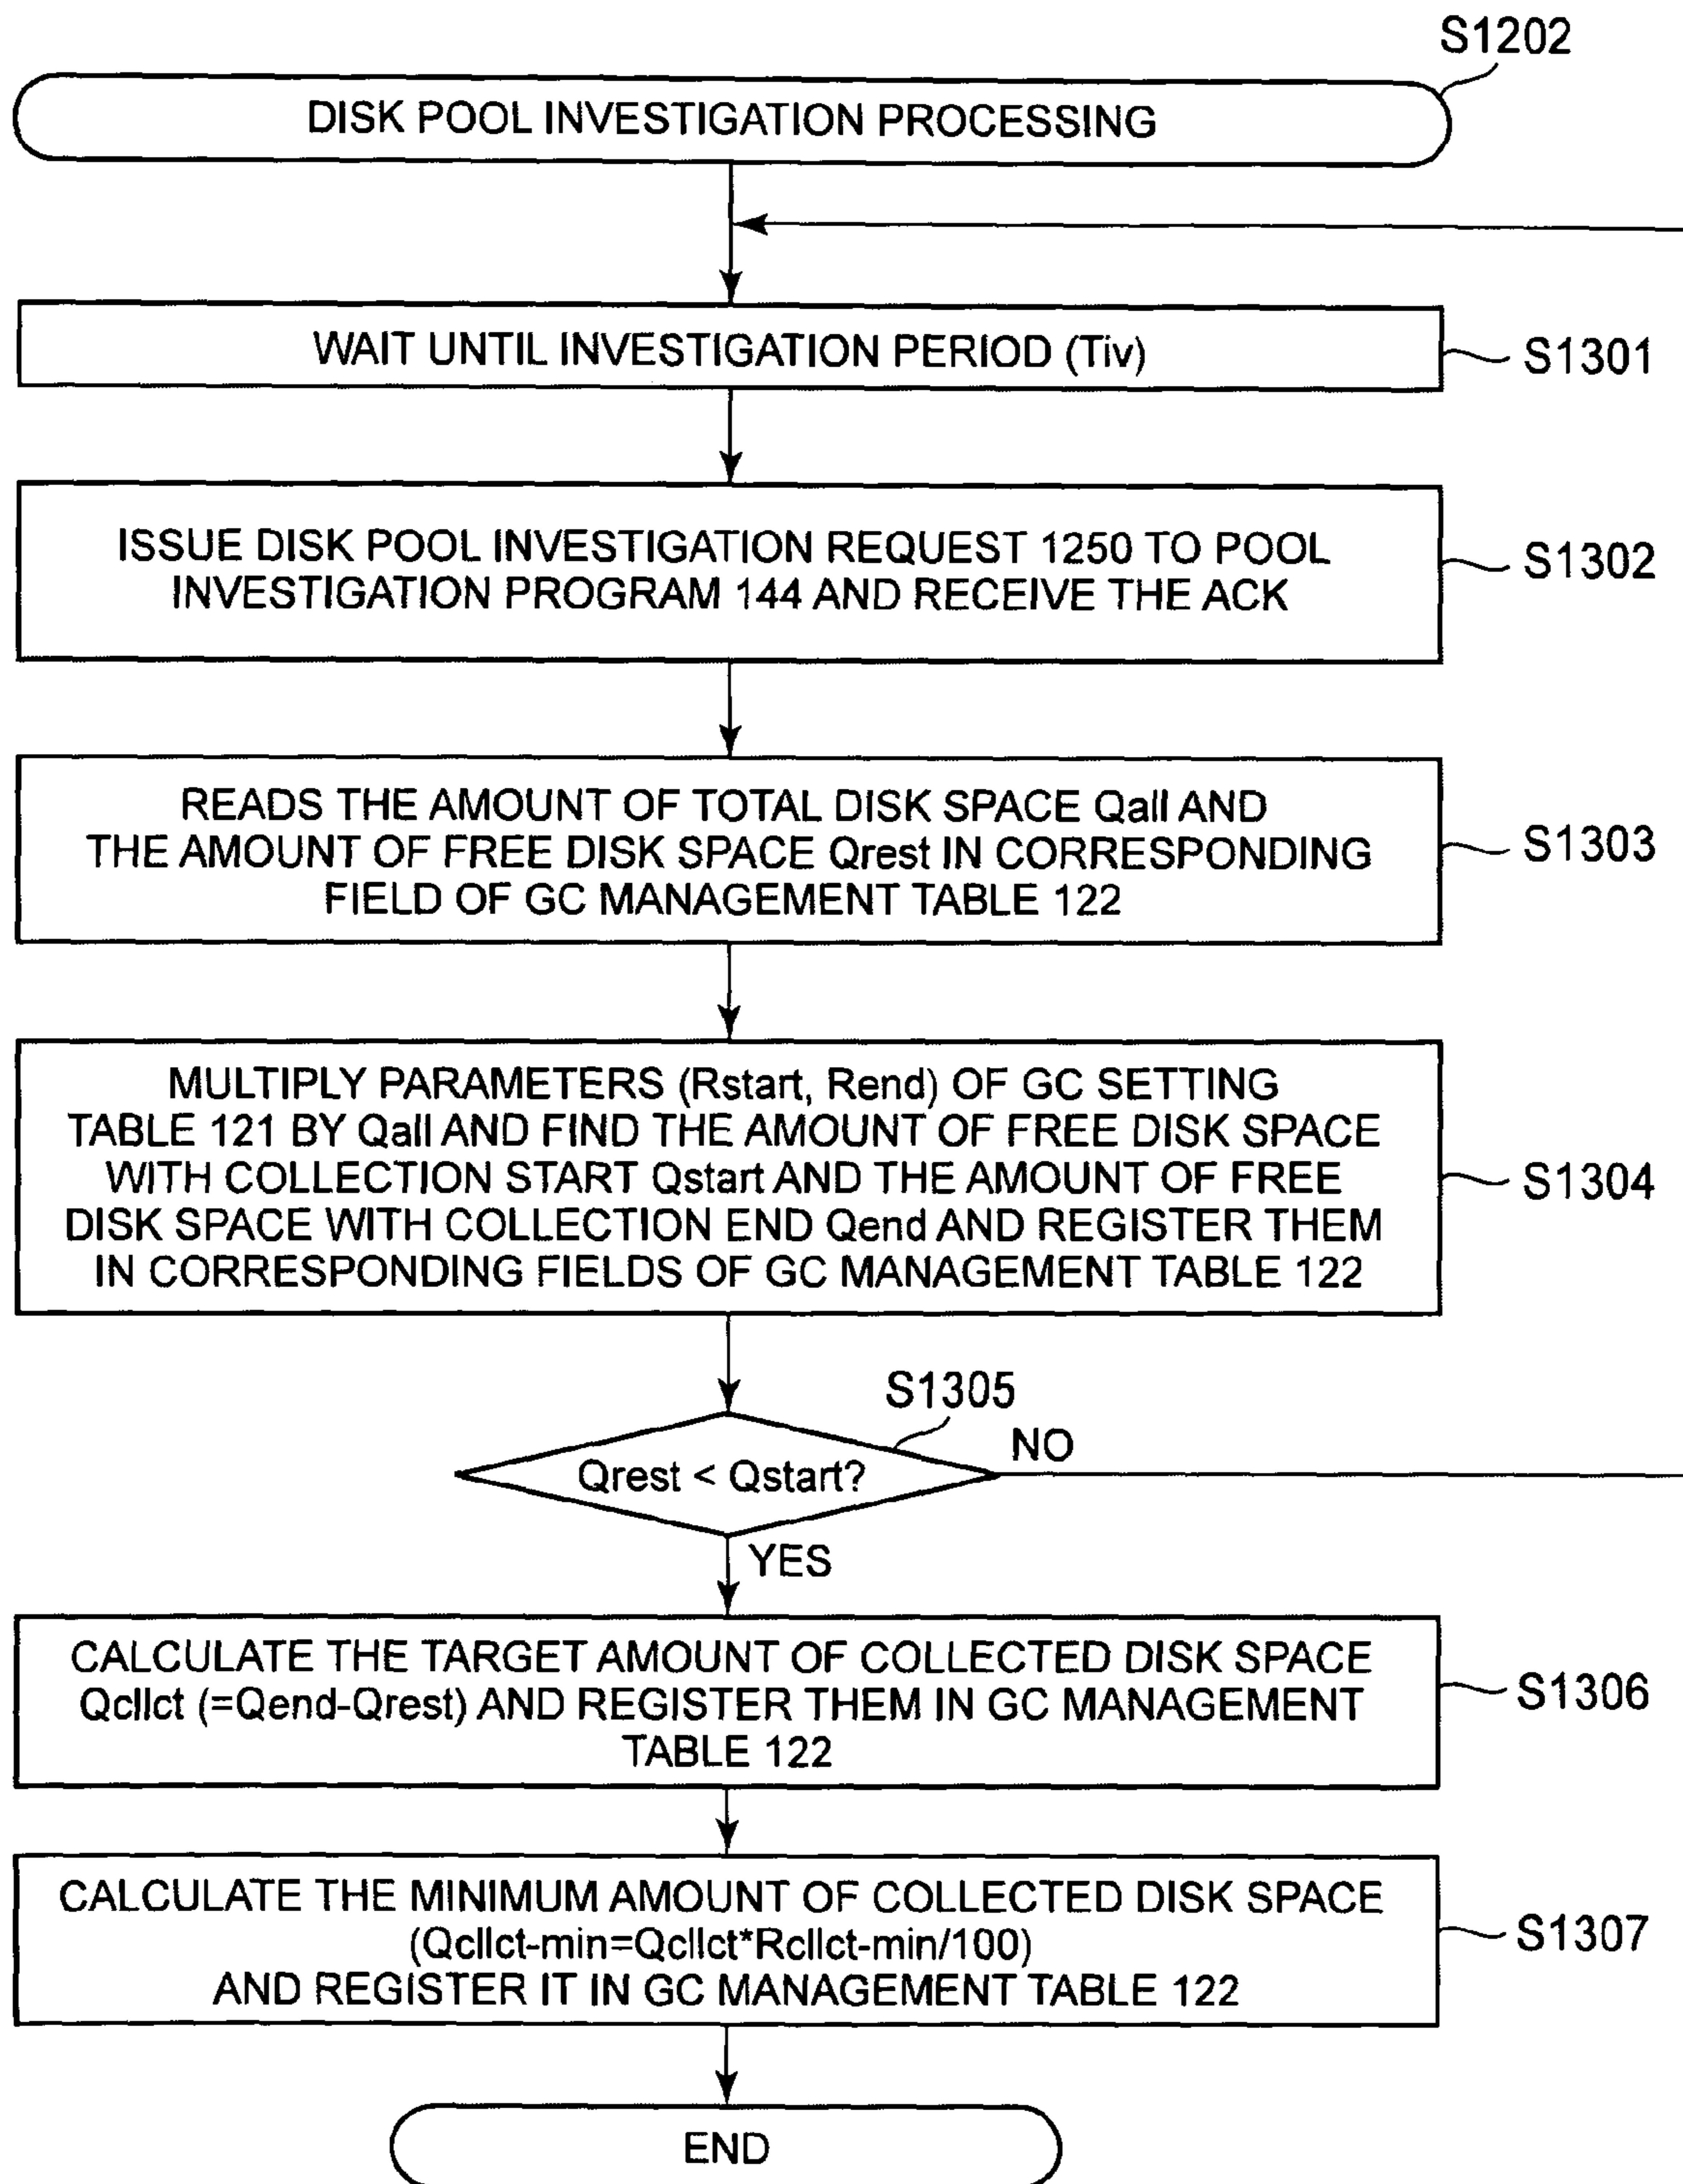 S1202
DISK POOL INVESTIGATION PROCESSING
WAIT UNTIL INVESTIGATION PERIOD (Tiv)
S1301
ISSUE DISK POOL INVESTIGATION REQUEST 1250 TO POOL
INVESTIGATION PROGRAM 144 AND RECEIVE THE ACK
S1302
READS THE AMOUNT OF TOTAL DISK SPACE Qall AND
THE AMOUNT OF FREE DISK SPACE Qrest IN CORRESPONDING
FIELD OF GC MANAGEMENT TABLE 122
S1303
MULTIPLY PARAMETERS (Rstart, Rend) OF GC SETTING
TABLE 121 BY Qall AND FIND THE AMOUNT OF FREE DISK SPACE
WITH COLLECTION START Qstart AND THE AMOUNT OF FREE
DISK SPACE WITH COLLECTION END Qend AND REGISTER THEM
IN CORRESPONDING FIELDS OF GC MANAGEMENT TABLE 122
S1304
S1305
Qrest < Qstart?
NO
YES
CALCULATE THE TARGET AMOUNT OF COLLECTED DISK SPACE
Qcllct (=Qend-Qrest) AND REGISTER THEM IN GC MANAGEMENT
TABLE 122
S1306
CALCULATE THE MINIMUM AMOUNT OF COLLECTED DISK SPACE
(Qcllct-min=Qcllct*Rcllct-min/100)
AND REGISTER IT IN GC MANAGEMENT TABLE 122
S1307
END